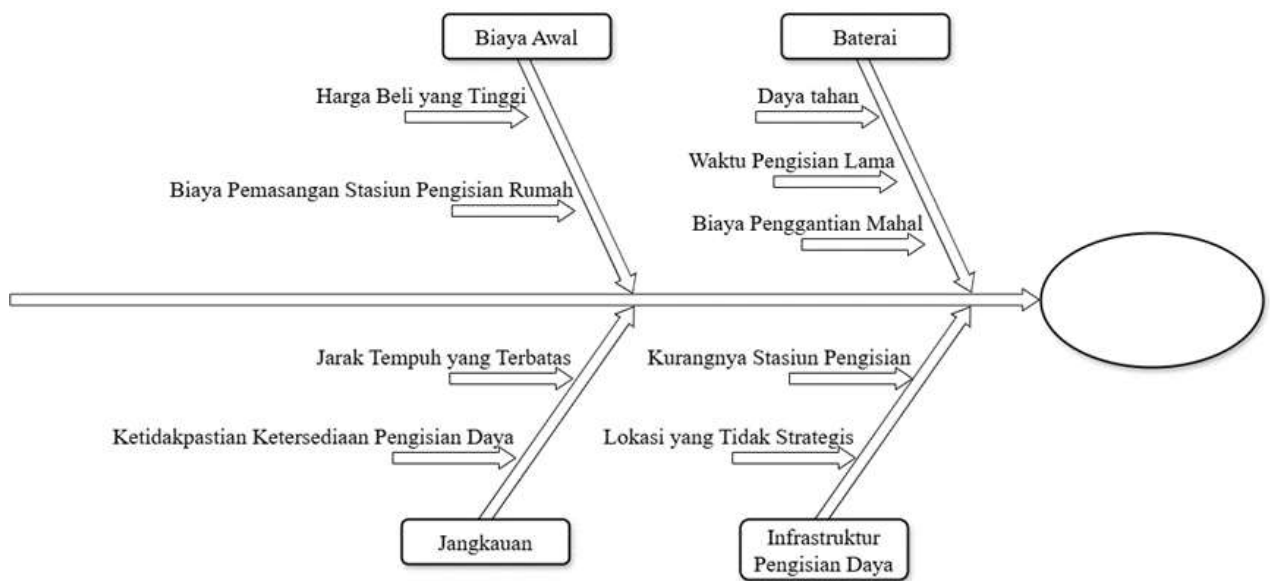 Biaya Awal
Baterai
Harga Beli yang Tinggi
Daya tahan
Waktu Pengisian Lama
Biaya Pemasangan Stasiun Pengisian Rumah
Biaya Penggantian Mahal
Jarak Tempuh yang Terbatas
Kurangnya Stasiun Pengisian
Ketidakpastian Ketersediaan Pengisian Daya
Lokasi yang Tidak Strategis
Jangkauan
Infrastruktur
Pengisian Daya